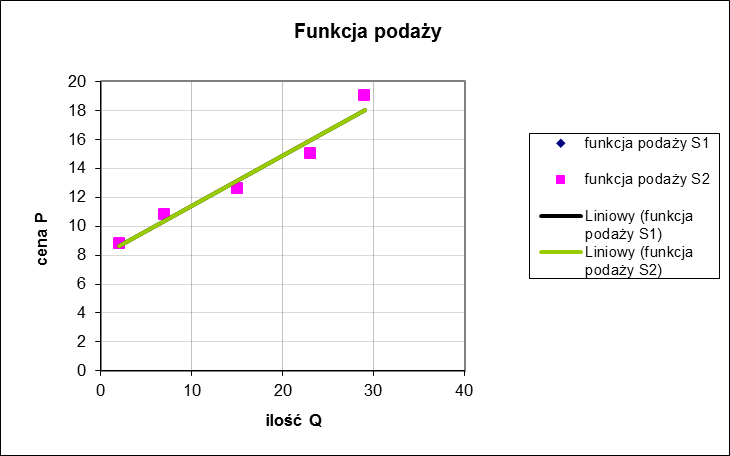 Funkcja podaży
20
18
16
14
12
10
8
6
4
2
0
cena P
0 10 20 30 40
ilość Q
funkcja podaży S1
funkcja podaży S2
Liniowy (funkcja
podaży S1)
Liniowy (funkcja
podaży S2)